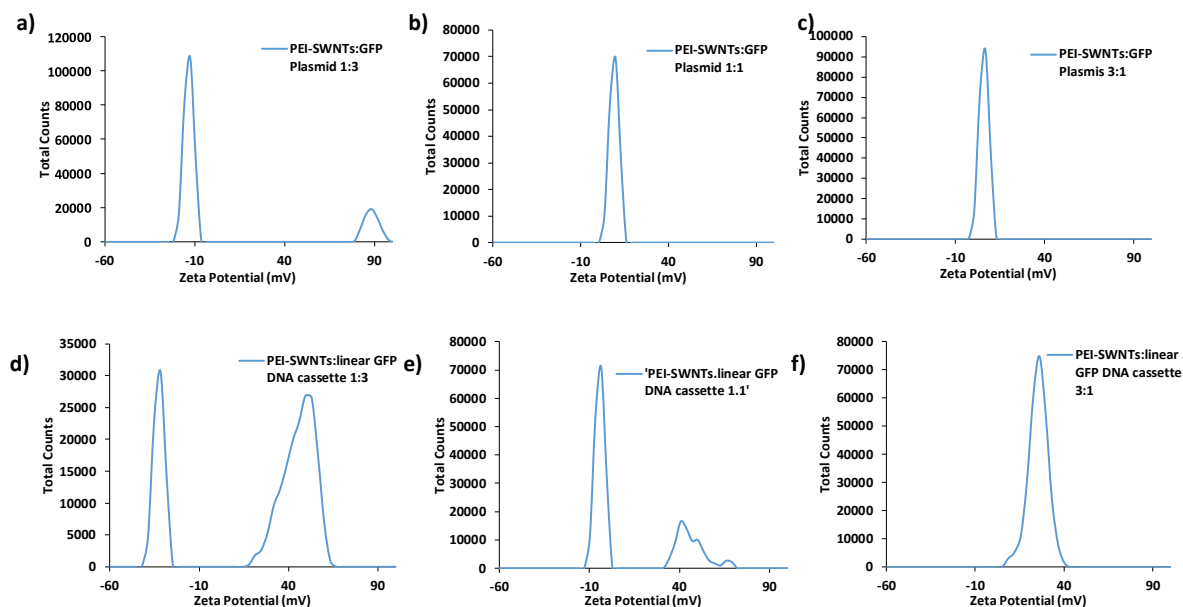 a)
PEI-SWNTs:GFP
Plasmid 1:3
120000
100000
80000
60000
40000
20000
0
Total Counts
-60
-10
40
90
Zeta Potential (mV)
b)
PEI-SWNTs:GFP
Plasmid 1:1
80000
70000
60000
50000
40000
30000
20000
10000
0
Total Counts
-60
-10
40
90
Zeta Potential (mV)
c)
PEI-SWNTs:GFP
Plasmis 3:1
100000
90000
80000
70000
60000
50000
40000
30000
20000
10000
0
Total Counts
-60
-10
40
90
Zeta Potential (mV)
d)
PEI-SWNTs:linear GFP
DNA cassette 1:3
35000
30000
25000
20000
15000
10000
5000
0
Total Counts
-60
-10
40
90
Zeta Potential (mV)
e)
'PEI-SWNTs.linear GFP
DNA cassette 1.1'
80000
70000
60000
50000
40000
30000
20000
10000
0
Total Counts
-60
-10
40
90
Zeta Potential (mV)
f)
PEI-SWNTs:linear
GFP DNA cassette
3:1
80000
70000
60000
50000
40000
30000
20000
10000
0
Total Counts
-60
-10
40
90
Zeta Potential (mV)